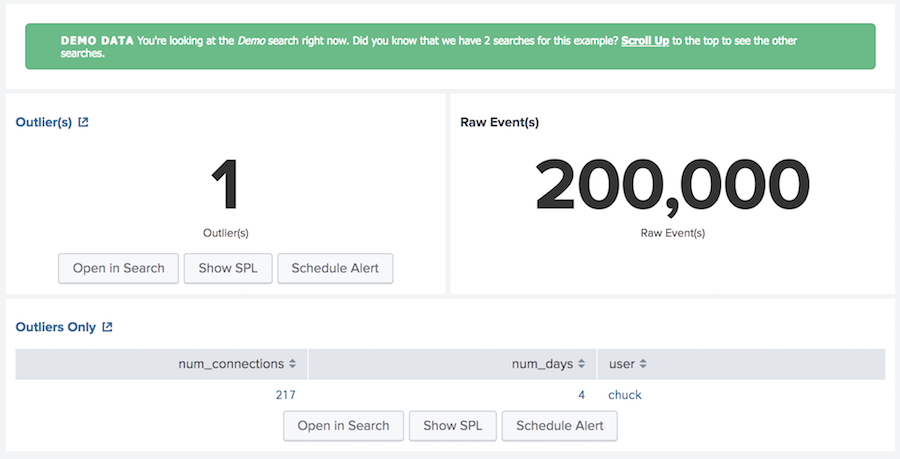 DEMO DATA You're looking at the Demo search right now. Did you know that we have 2 searches for this example? Scroll Up to the top to see the other
searches.
Outlier(s)
1
Outlier(s)
Open in Search Show SPL Schedule Alert
Raw Event(s)
200,000
Raw Event(s)
Outliers Only
num_connections num_days user
217 4 chuck
Open in Search Show SPL Schedule Alert